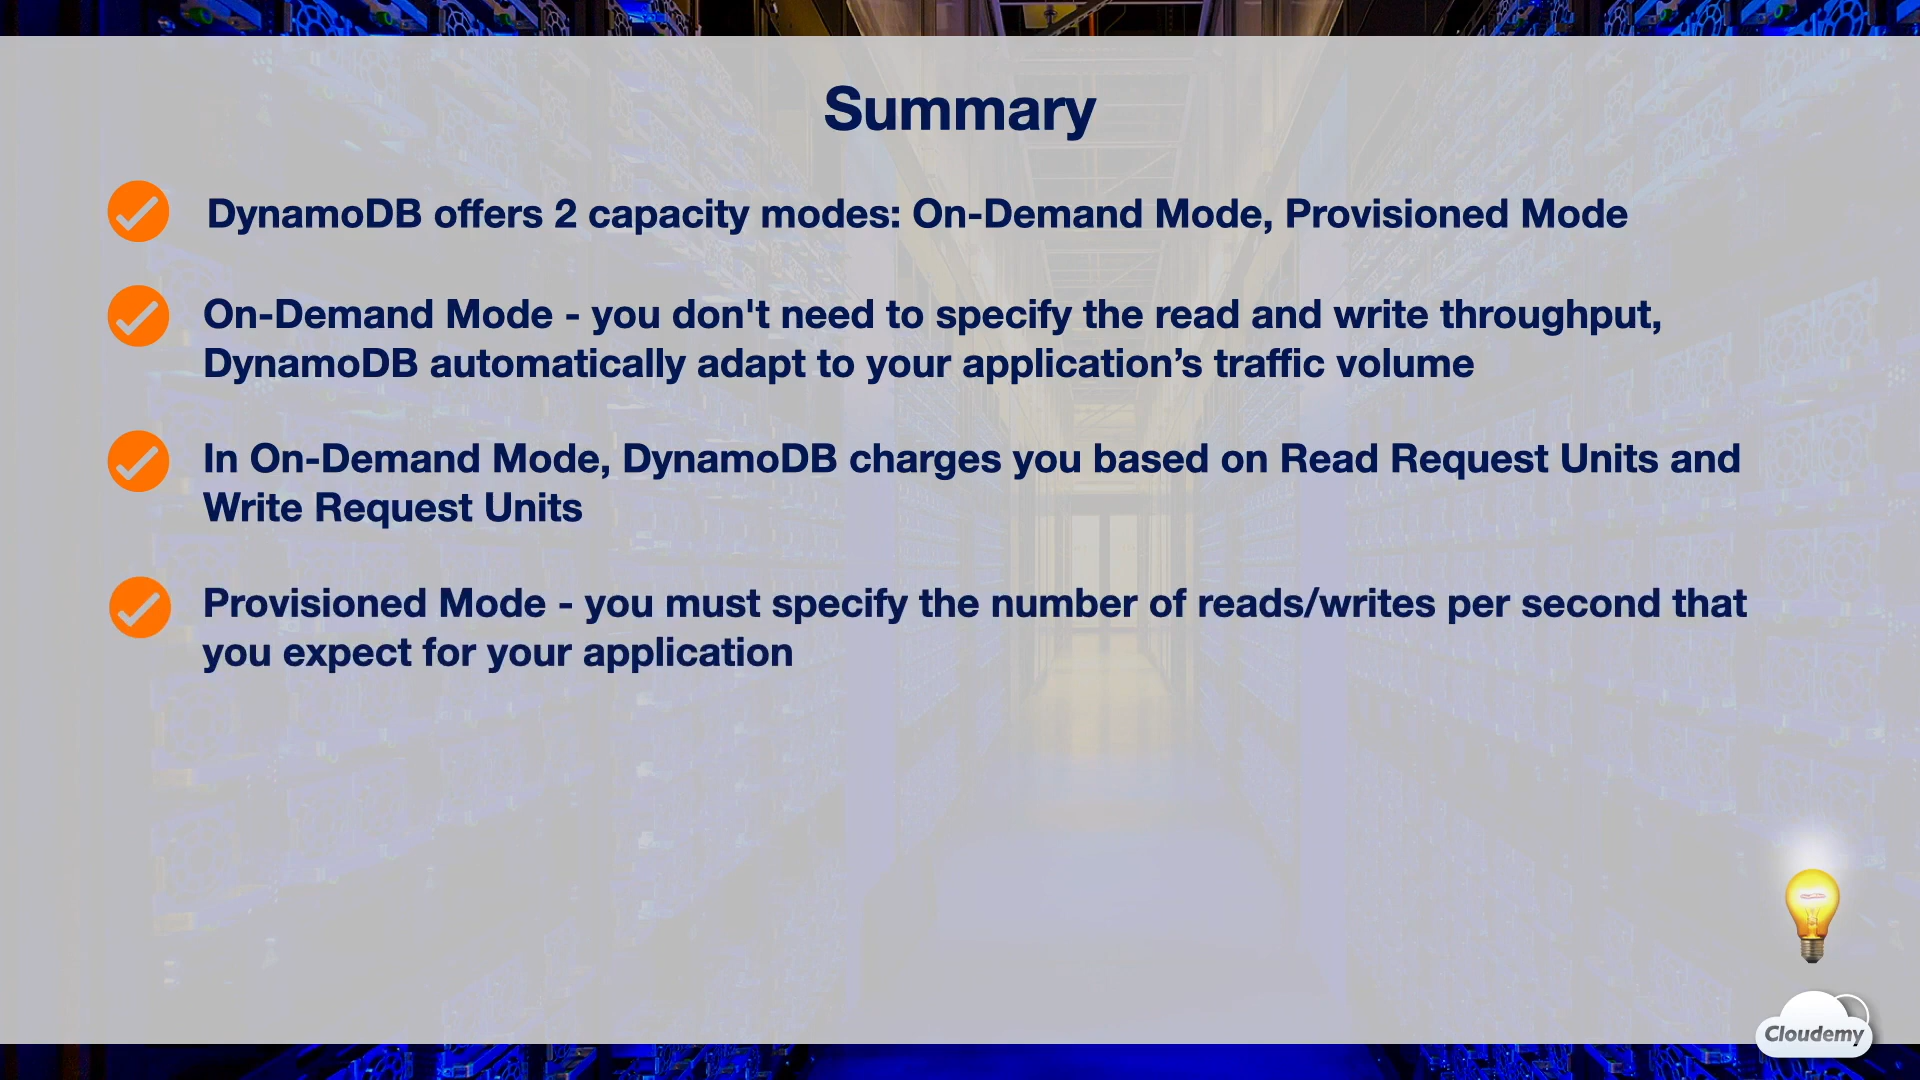 Summary
DynamoDB offers 2 capacity modes: On-Demand Mode, Provisioned Mode
On-Demand Mode - you don't need to specify the read and write throughput,
DynamoDB automatically adapt to your application’s traffic volume
In On-Demand Mode, DynamoDB charges you based on Read Request Units and
Write Request Units
Provisioned Mode - you must specify the number of reads/writes per second that
you expect for your application
Cloudemy